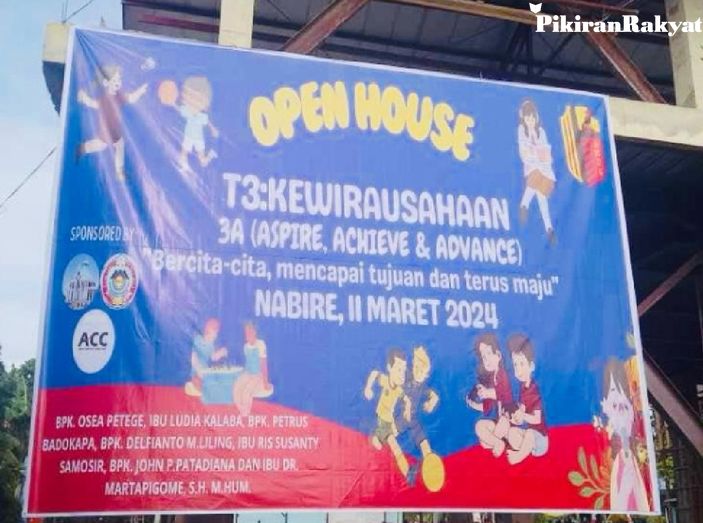 PikiranRakyat
OPEN HOUSE
T3:KEWIRAUSAHAAN
3A (ASPIRE, ACHIEVE & ADVANCE)
"Bercita-cita, mencapai tujuan dan terus maju"
NABIRE, 11 MARET 2024
SPONSORED BY
ACC
BPK. OSEA PETEGE, IBU LUDIA KALABA, BPK. PETRUS
BADOKAPA, BPK. DELFIANTO M.LILING, IBU RIS SUSANTY
SAMOSIR, BPK. JOHN P.PATADIANA DAN IBU DR.
MARTAPIGOME, S.H. M.HUM.